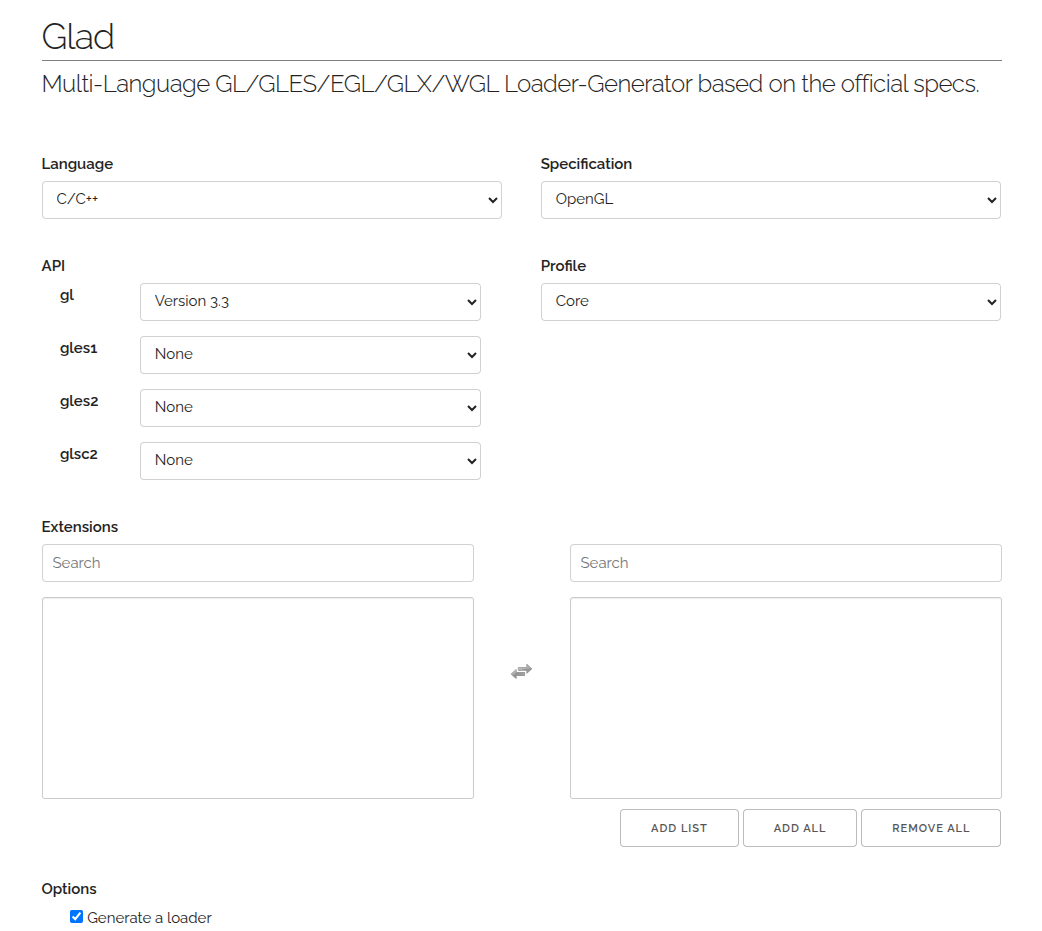 Glad
Multi-Language GL/GLES/EGL/GLX/WGL Loader-Generator based on the official specs.
Language
Specification
C/C++
OpenGL
API
Profile
gl
Version 3.3
Core
gles1
None
gles2
None
glsc2
None
Extensions
Search
Search
ADD LIST
ADD ALL
REMOVE ALL
Options
Generate a loader